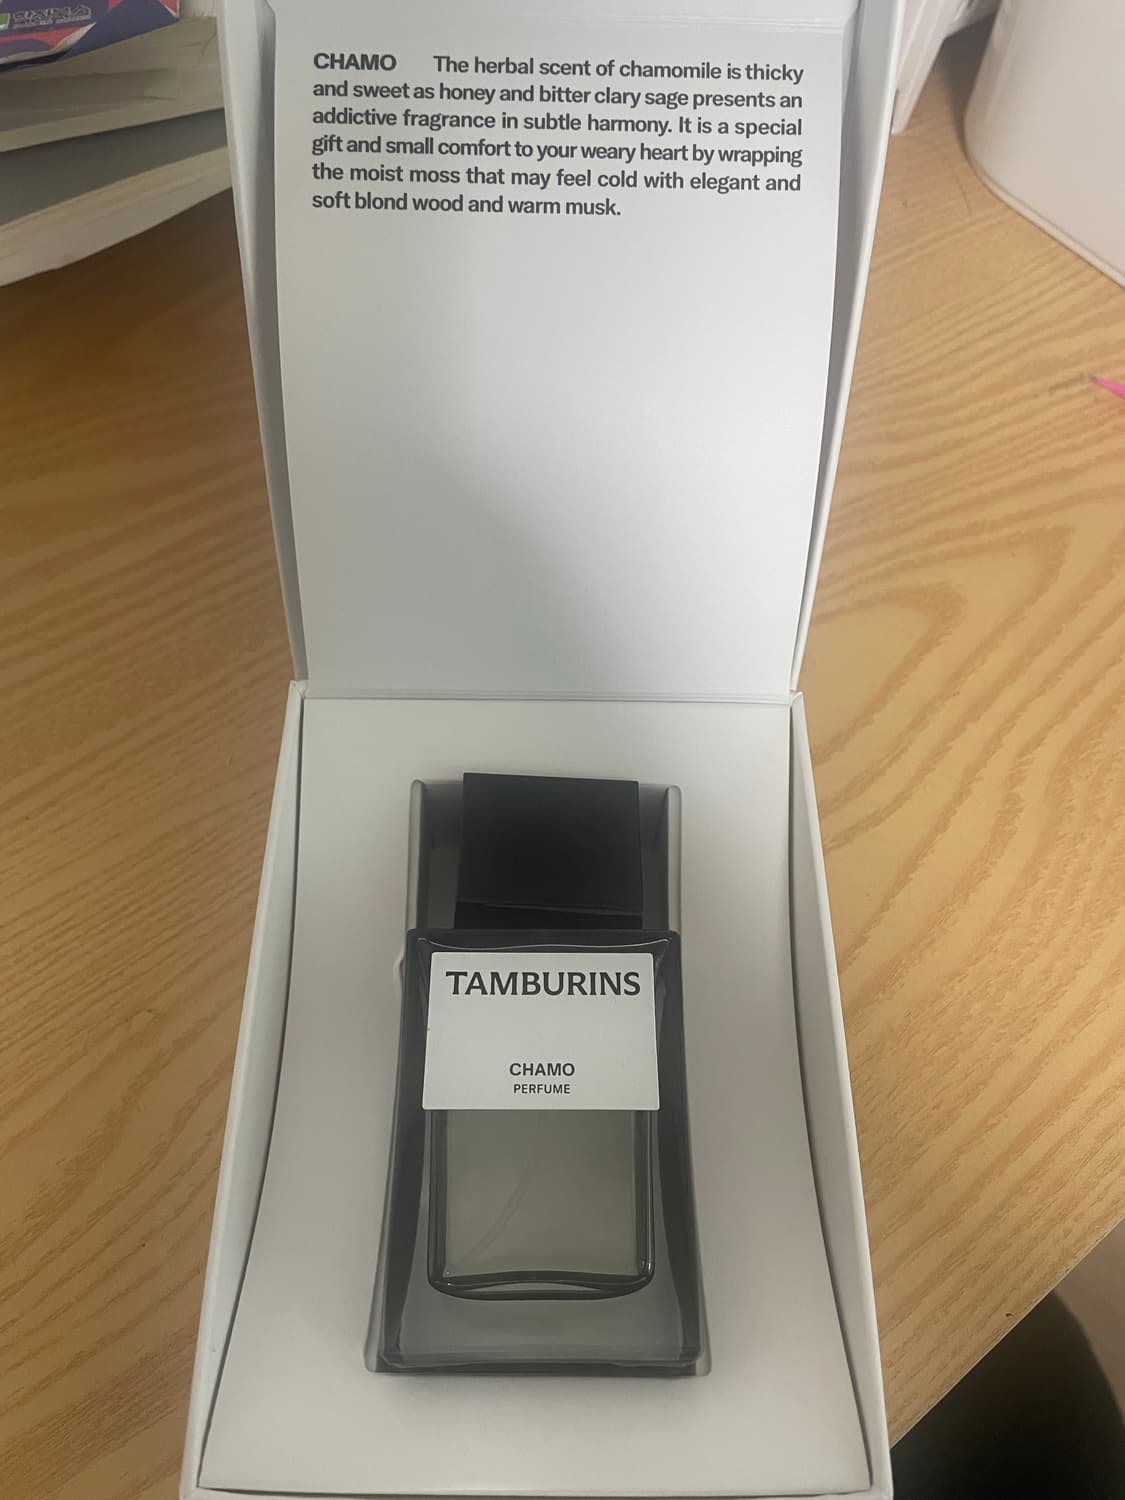 CHAMO The herbal scent of chamomile is thicky
and sweet as honey and bitter clary sage presents an
addictive fragrance in subtle harmony. It is a special
gift and small comfort to your weary heart by wrapping
the moist moss that may feel cold with elegant and
soft blond wood and warm musk.
TAMBURINS
CHAMO
PERFUME